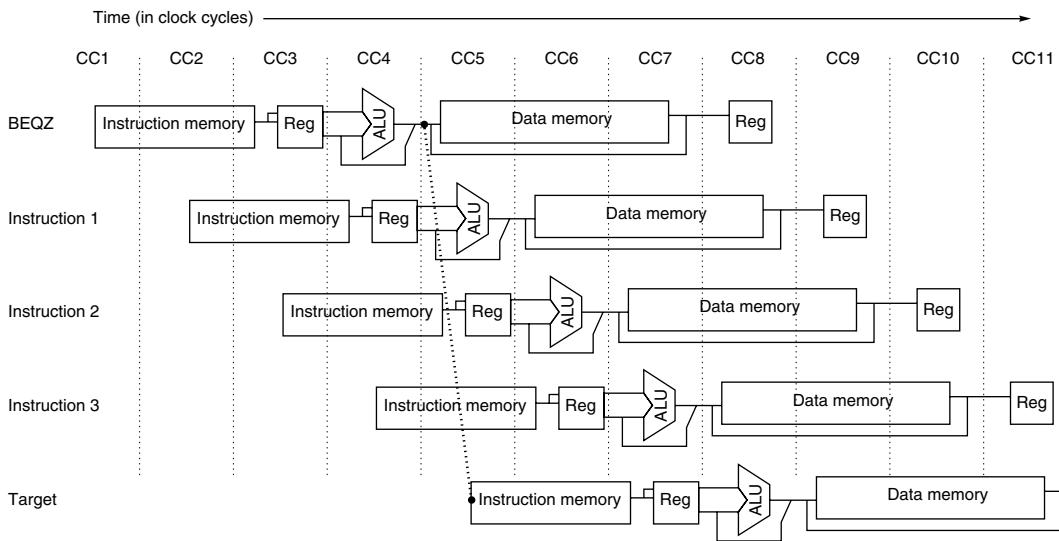 Time (in clock cycles)
CC1 CC2 CC3 CC4 CC5 CC6 CC7 CC8 CC9 CC10 CC11
BEQZ Instruction memory Reg ALU Data memory Reg
Instruction 1 Instruction memory Reg ALU Data memory Reg
Instruction 2 Instruction memory Reg ALU Data memory Reg
Instruction 3 Instruction memory Reg ALU Data memory Reg
Target Instruction memory Reg ALU Data memory